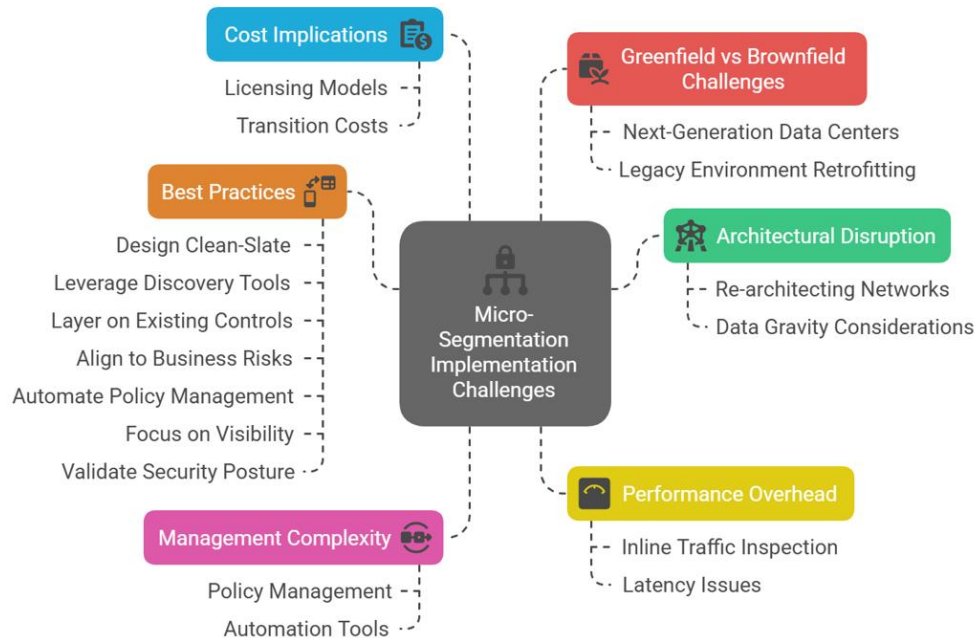 Cost Implications
Licensing Models
Transition Costs
Greenfield vs Brownfield
Challenges
Next-Generation Data Centers
Legacy Environment Retrofitting
Best Practices
Design Clean-Slate
Leverage Discovery Tools
Layer on Existing Controls
Align to Business Risks
Automate Policy Management
Focus on Visibility
Validate Security Posture
Micro-
Segmentation
Implementation
Challenges
Architectural Disruption
Re-architecting Networks
Data Gravity Considerations
Management Complexity
Policy Management
Automation Tools
Performance Overhead
Inline Traffic Inspection
Latency Issues